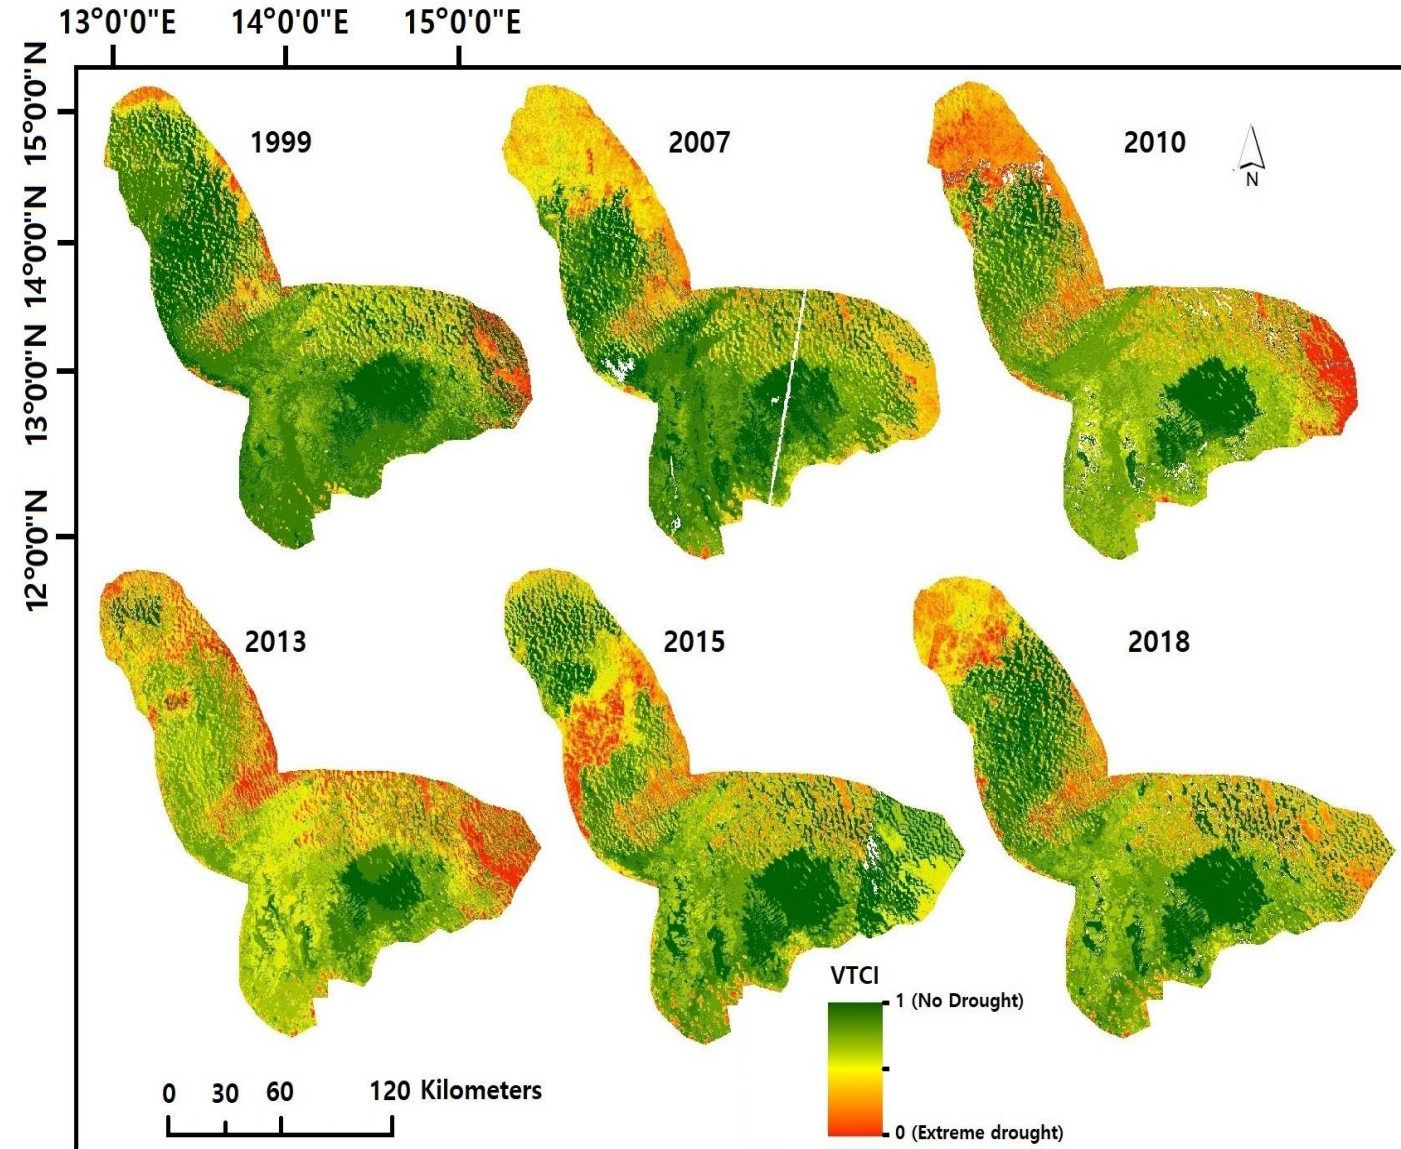 13°0'0"E 14°0'0"E 15°0'0"E
15°0'0"N
14°0'0"N
13°0'0"N
12°0'0"N
1999
2007
2010
N
2013
2015
2018
VTCI
1 (No Drought)
0 (Extreme drought)
0 30 60 120 Kilometers